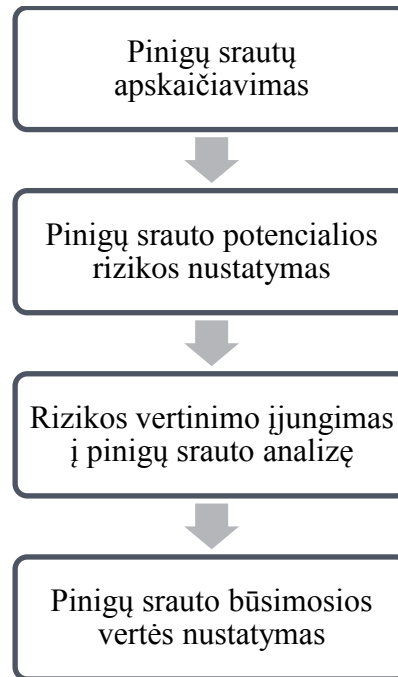 Pinigų srautų
apskaičiavimas
Pinigų srauto potencialios
rizikos nustatymas
Rizikos vertinimo įjungimas
į pinigų srauto analizę
Pinigų srauto būsimosios
vertės nustatymas